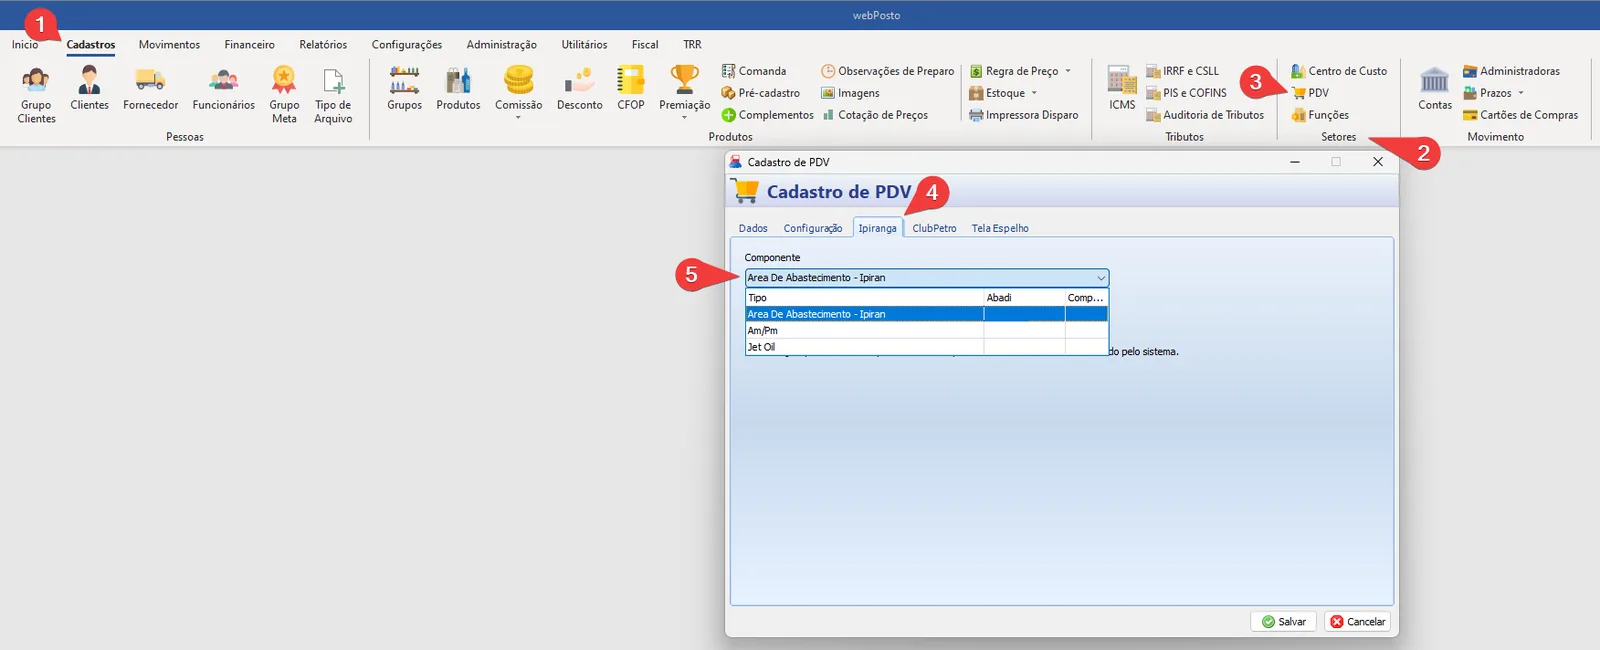 webPosto
1
Início Cadastros Movimentos Financeiro Relatórios Configurações Administração Utilitários Fiscal TRR
Grupo Clientes
Clientes
Fornecedor
Funcionários
Grupo Meta
Tipo de Arquivo
Pessoas
Grupos
Produtos
Comissão
Desconto
CFOP
Premiação
Comanda
Pré-cadastro
Complementos
Observações de Preparo
Imagens
Cotação de Preços
Regra de Preço
Estoque
Impressora Disparo
Produtos
ICMS
IRRF e CSLL
PIS e COFINS
Auditoria de Tributos
Tributos
3
Centro de Custo
PDV
Funções
Setores
2
Contas
Administradoras
Prazos
Cartões de Compras
Movimento
Cadastro de PDV
Cadastro de PDV
4
Dados Configuração Ipiranga ClubPetro Tela Espelho
Componente
5
Area De Abastecimento - Ipiran
Tipo Abadi Comp...
Area De Abastecimento - Ipiran
Am/Pm
Jet Oil
do pelo sistema.
Salvar Cancelar